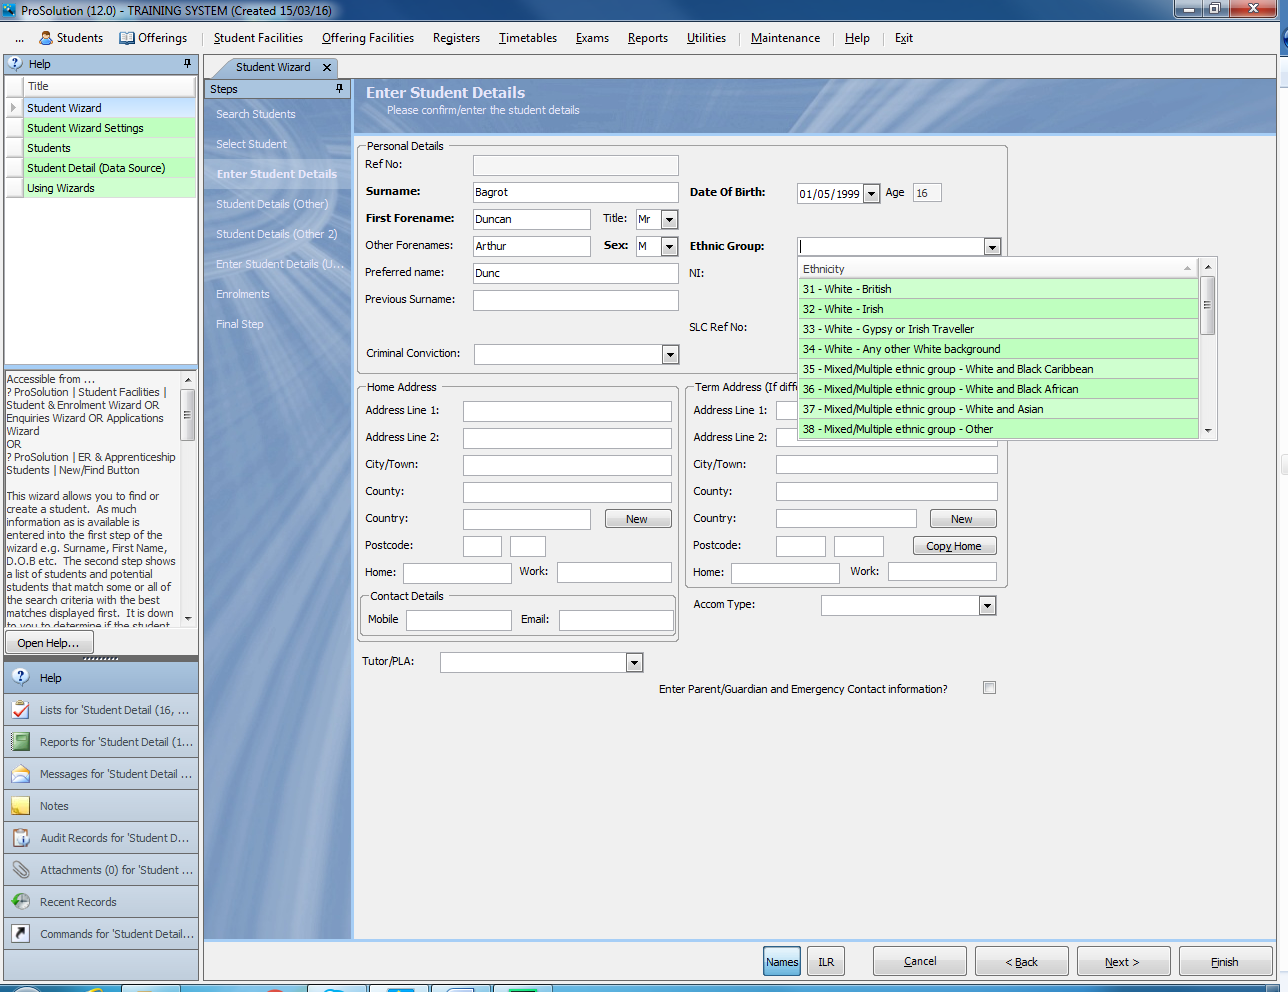 ProSolution (12.0) - TRAINING SYSTEM (Created 15/03/16)
... Students Offerings Student Facilities Offering Facilities Registers Timetables Exams Reports Utilities Maintenance Help Exit
Help
Title
Student Wizard
Student Wizard Settings
Students
Student Detail (Data Source)
Using Wizards
Accessible from ...
? ProSolution | Student Facilities |
Student & Enrolment Wizard OR
Enquiries Wizard OR Applications
Wizard
OR
? ProSolution | ER & Apprenticeship
Students | New/Find Button
This wizard allows you to find or
create a student. As much
information as is available is
entered into the first step of the
wizard e.g. Surname, First Name,
D.O.B etc. The second step shows
a list of students and potential
students that match some or all of
the search criteria with the best
matches displayed first. It is down
to you to determine if the student
Open Help...
Help
Lists for 'Student Detail (16, ...
Reports for 'Student Detail (1...
Messages for 'Student Detail ...
Notes
Audit Records for 'Student D...
Attachments (0) for 'Student ...
Recent Records
Commands for 'Student Detail...
Student Wizard
Steps
Search Students
Select Student
Enter Student Details
Student Details (Other)
Student Details (Other 2)
Enter Student Details (U...
Enrolments
Final Step
Enter Student Details
Please confirm/enter the student details
Personal Details
Ref No:
Surname: Bagrot Date Of Birth: 01/05/1999 Age 16
First Forename: Duncan Title: Mr
Other Forenames: Arthur Sex: M Ethnic Group:
Preferred name: Dunc NI:
Previous Surname:
SLC Ref No:
Criminal Conviction:
Ethnicity
31 - White - British
32 - White - Irish
33 - White - Gypsy or Irish Traveller
34 - White - Any other White background
35 - Mixed/Multiple ethnic group - White and Black Caribbean
36 - Mixed/Multiple ethnic group - White and Black African
37 - Mixed/Multiple ethnic group - White and Asian
38 - Mixed/Multiple ethnic group - Other
Home Address
Address Line 1:
Address Line 2:
City/Town:
County:
Country: New
Postcode:
Home: Work:
Contact Details
Mobile Email:
Term Address (If diffe
Address Line 1:
Address Line 2:
City/Town:
County:
Country: New
Postcode: Copy Home
Home: Work:
Accom Type:
Tutor/PLA:
Enter Parent/Guardian and Emergency Contact information?
Names ILR Cancel < Back Next > Finish